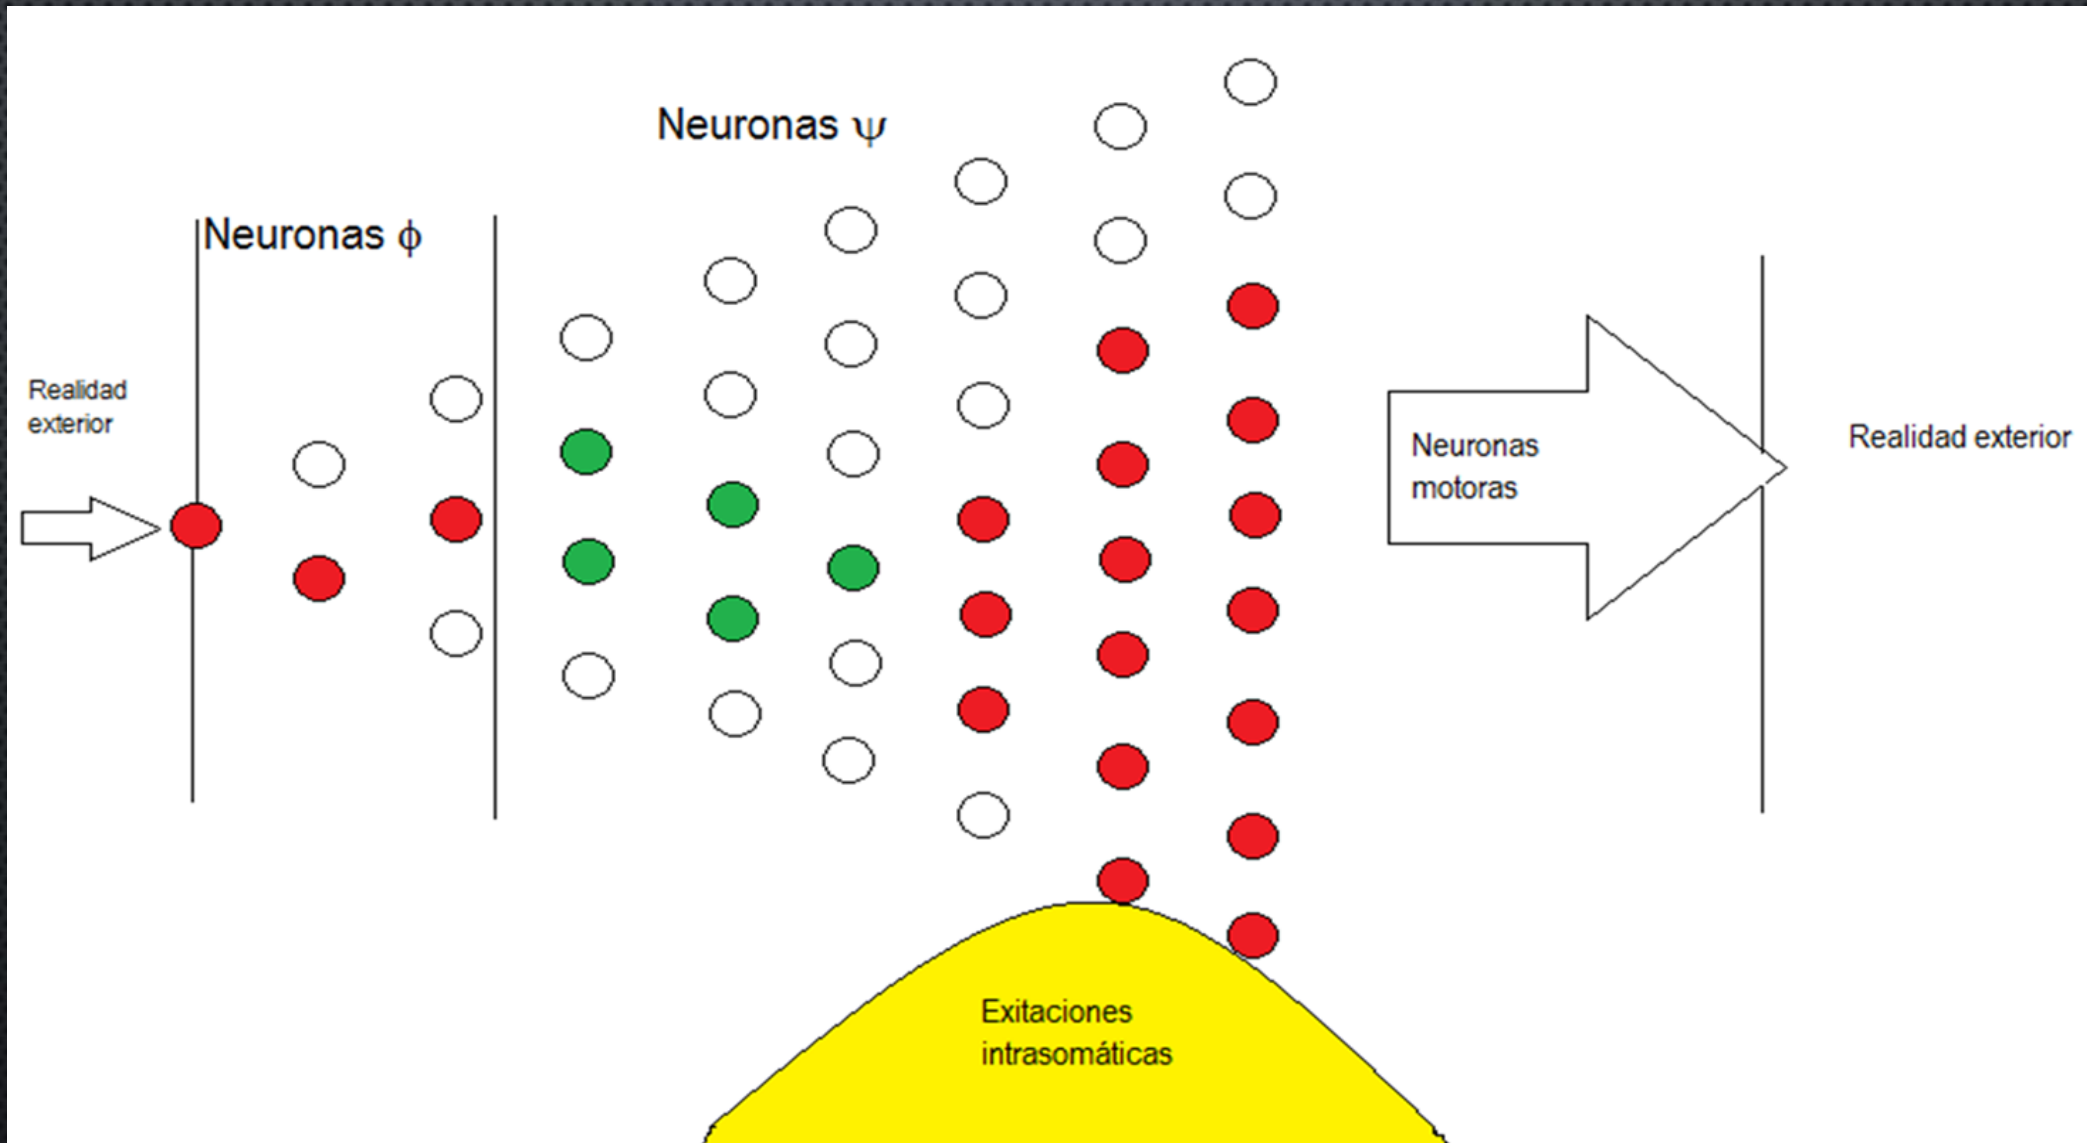 Neuronas ψ
Neuronas ϕ
Realidad
exterior
Neuronas
motoras
Realidad exterior
Exitaciones
intrasomáticas